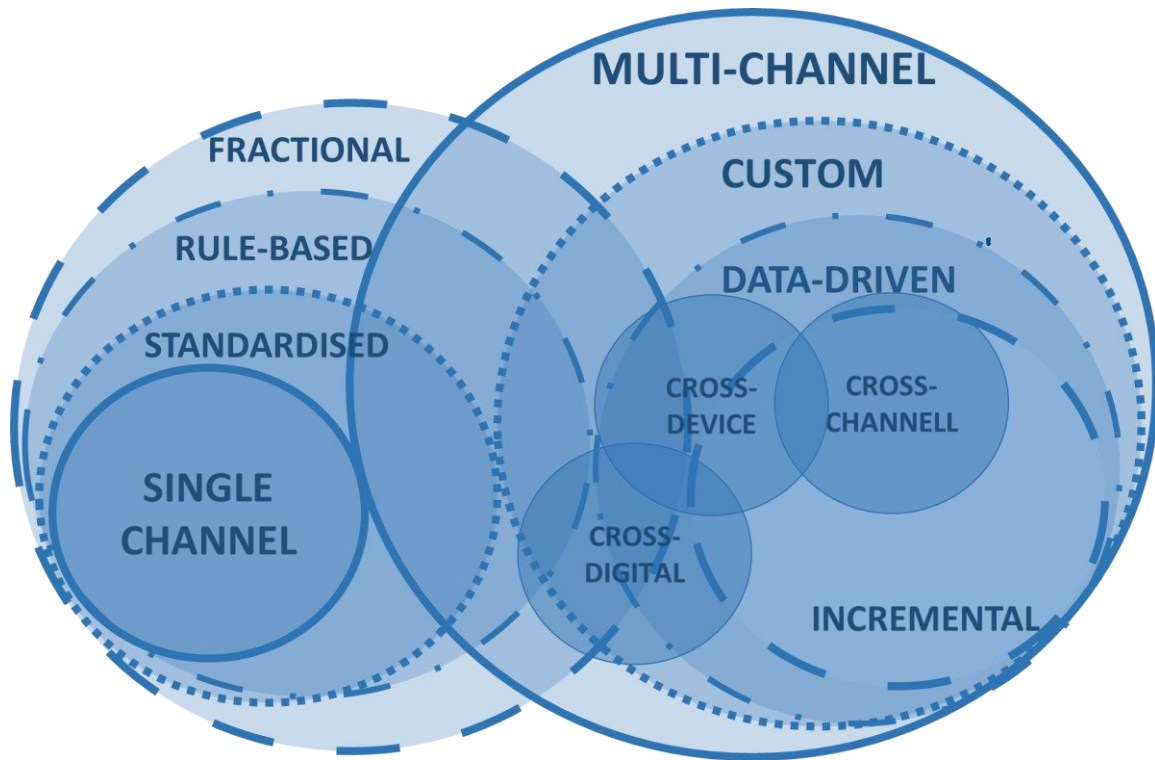 MULTI-CHANNEL
FRACTIONAL
CUSTOM
RULE-BASED
DATA-DRIVEN
STANDARDISED
CROSS-
DEVICE
CROSS-
CHANNELL
SINGLE
CHANNEL
CROSS-
DIGITAL
INCREMENTAL